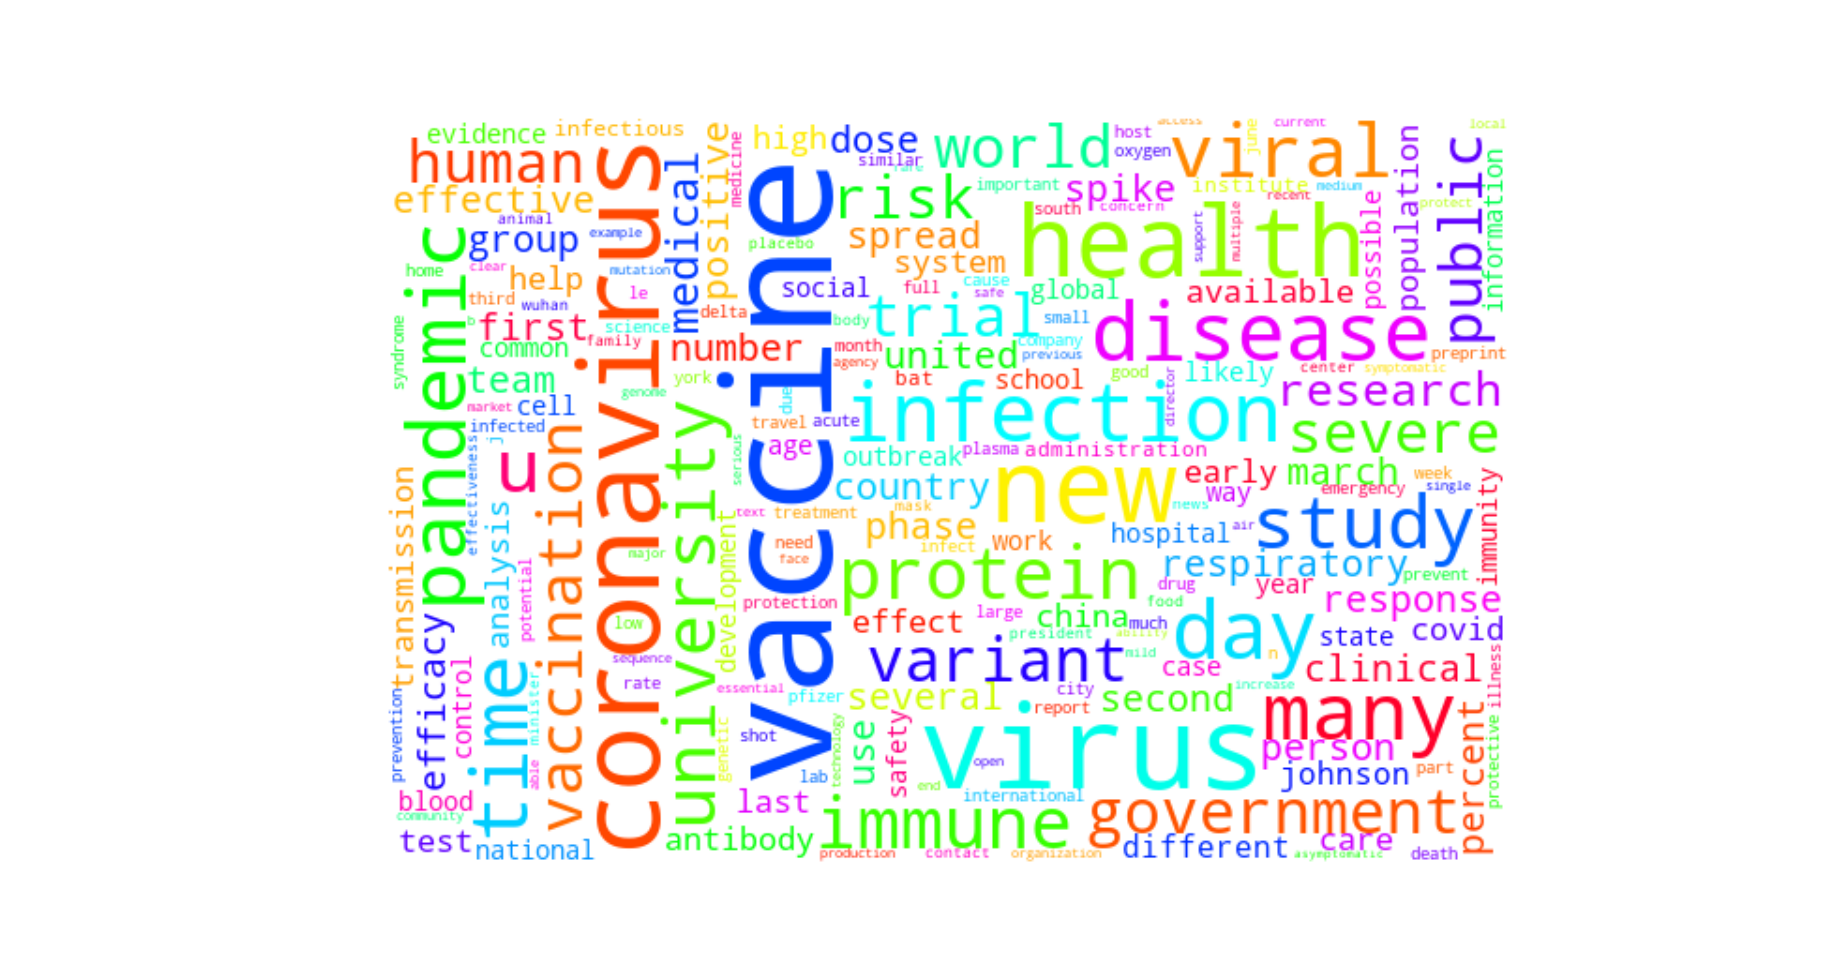 evidence
infectious
human
effective
animal
group
example
home
clear
help
mutation
third
wuhan
le
b
first
science
family
syndrome
common
team
genome
market
cell
infected
j
u
pandemic
effectiveness
transmission
analysis
potential
vaccination
coronavirus
medical
positive
medicine
high
dose
similar
rare
world
host
oxygen
access
viral
june
current
local
population
public
information
risk
important
spike
institute
medium
recent
protect
south
concern
health
support
multiple
possible
placebo
spread
system
social
full
cause
safe
global
available
delta
body
trial
small
disease
number
month
agency
united
company
previous
preprint
york
due
bat
school
good
director
likely
center
symptomatic
research
travel
acute
infection
severe
university
serious
age
outbreak
plasma
administration
vaccine
country
new
early
way
march
emergency
week
single
immunity
text
treatment
mask
phase
infect
work
news
hospital
air
study
major
development
need
face
protein
respiratory
prevent
drug
year
food
response
protection
effect
large
china
much
president
ability
day
state
covid
low
sequence
rate
essential
pfizer
variant
mild
case
n
clinical
illness
several
city
second
increase
report
many
efficacy
control
prevention
time
minister
able
genetic
shot
lab
technology
use
safety
virus
open
end
person
johnson
part
percent
protective
blood
community
last
international
government
test
national
antibody
immune
production
contact
organization
different
care
asymptomatic
death